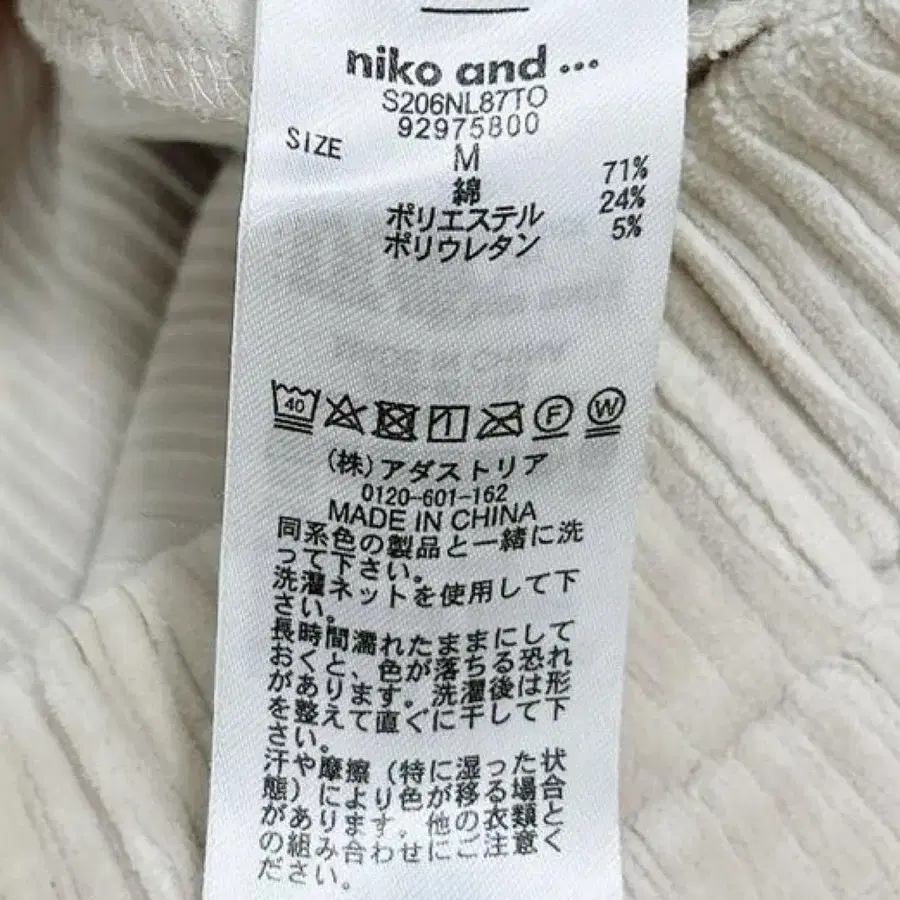 niko and ...
S206NL87TO
92975800
SIZE M
綿 71%
ポリエステル 24%
ポリウレタン 5%
40
F
W
(株)アダストリア
0120-601-162
MADE IN CHINA
同系色の製品と一緒に洗
って下さい。
洗濯ネットを使用して下
さい。
長時間濡れたままにして
おくと、色が落ちる恐れ
があります。洗濯後は形
を整えて直ぐに干して下
さい。
汗や摩擦(特に湿った状
態)により色が移る場合
があります。他の衣類と
の組み合わせにご注意く
ださい。